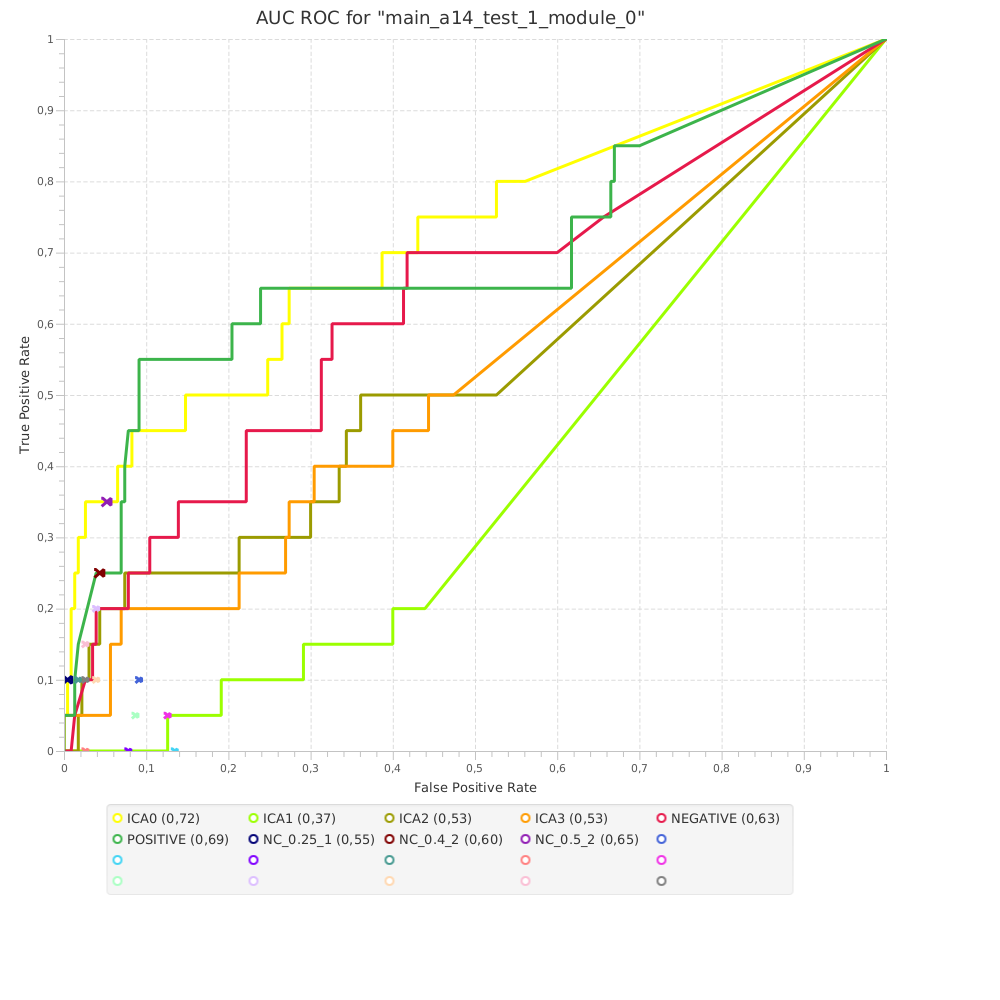 AUC ROC for "main_a14_test_1_module_0"
1
0,9
0,8
0,7
0,6
0,5
0,4
0,3
0,2
0,1
0
True Positive Rate
0 0,1 0,2 0,3 0,4 0,5 0,6 0,7 0,8 0,9 1
False Positive Rate
ICA0 (0,72) ICA1 (0,37) ICA2 (0,53) ICA3 (0,53) NEGATIVE (0,63)
POSITIVE (0,69) NC_0.25_1 (0,55) NC_0.4_2 (0,60) NC_0.5_2 (0,65)